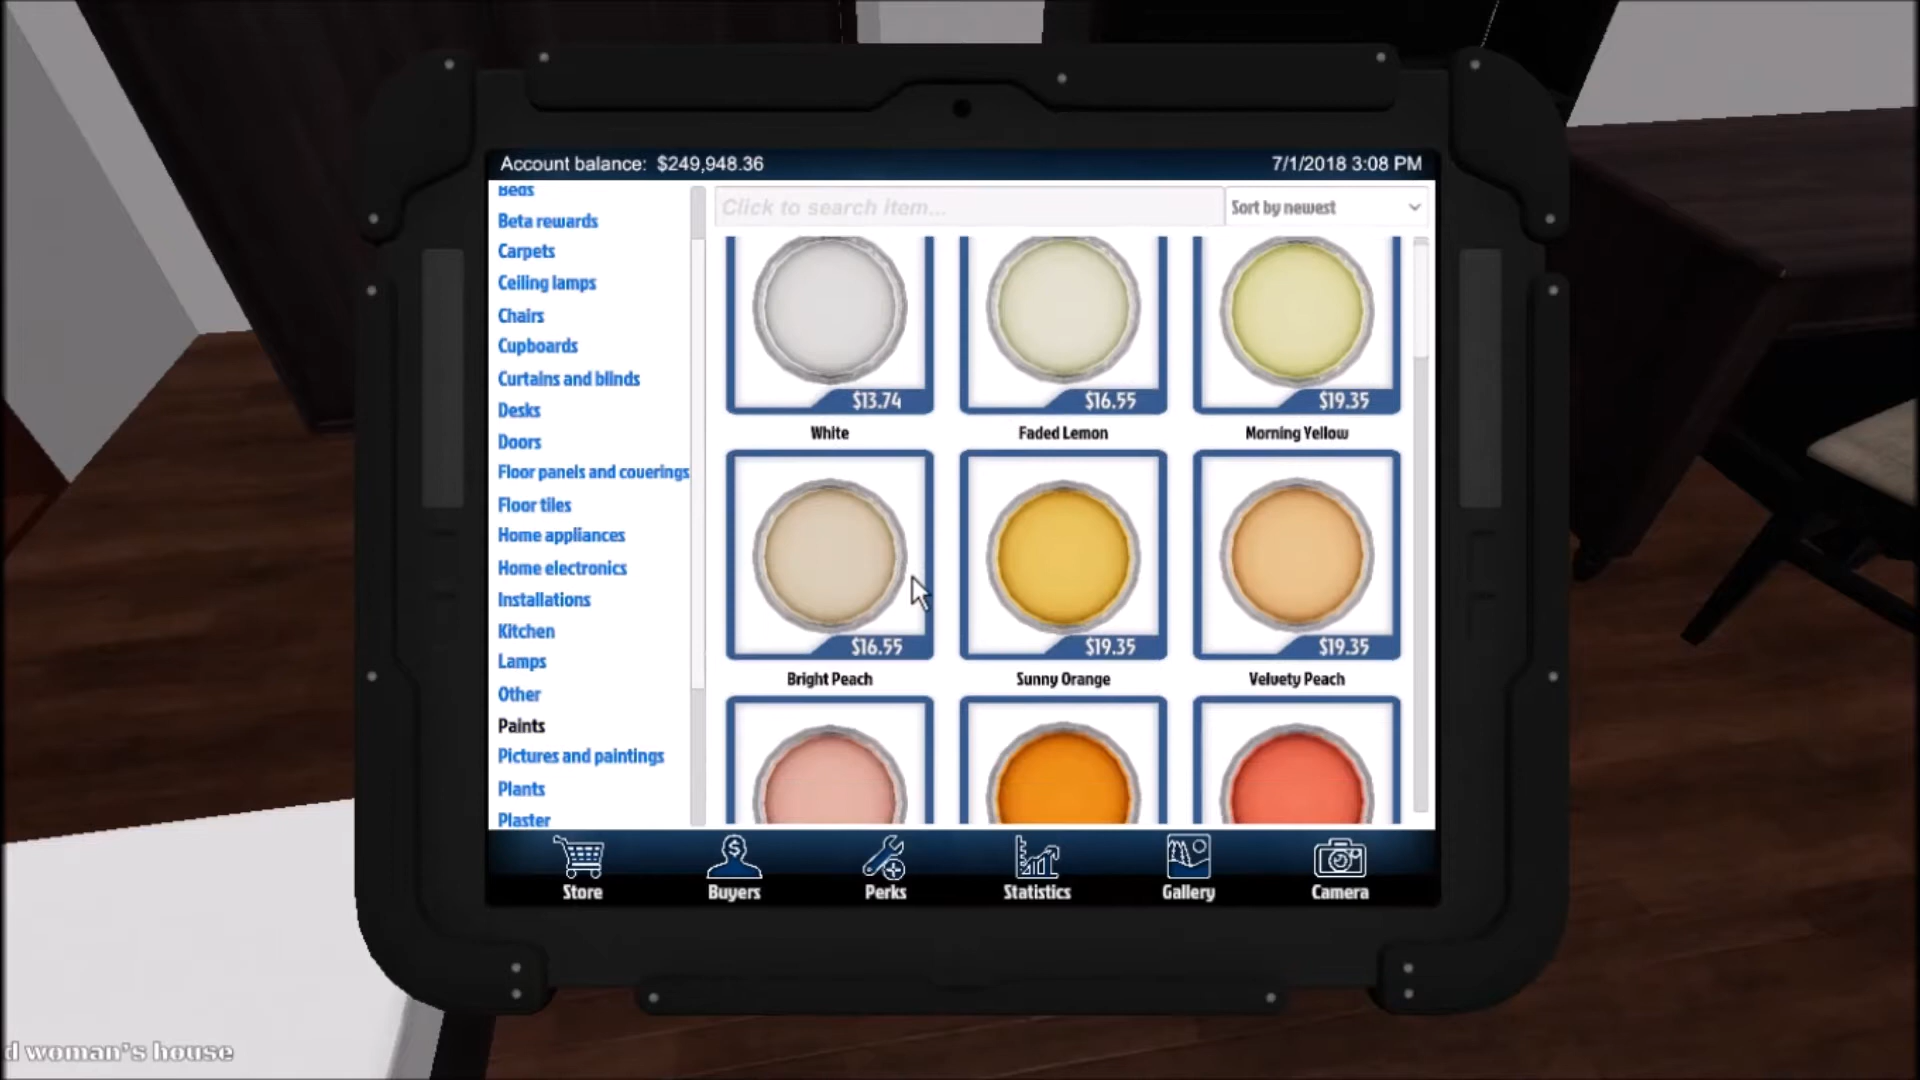 Account balance: $249,948.36
7/1/2018 3:08 PM
Beds
Beta rewards
Carpets
Ceiling lamps
Chairs
Cupboards
Curtains and blinds
Desks
Doors
Floor panels and coverings
Floor tiles
Home appliances
Home electronics
Installations
Kitchen
Lamps
Other
Paints
Pictures and paintings
Plants
Plaster
Click to search item...
Sort by newest
$13.74
$16.55
$19.35
White
Faded Lemon
Morning Yellow
$16.55
$19.35
$19.35
Bright Peach
Sunny Orange
Velvety Peach
Store
Buyers
Perks
Statistics
Gallery
Camera
d woman's house